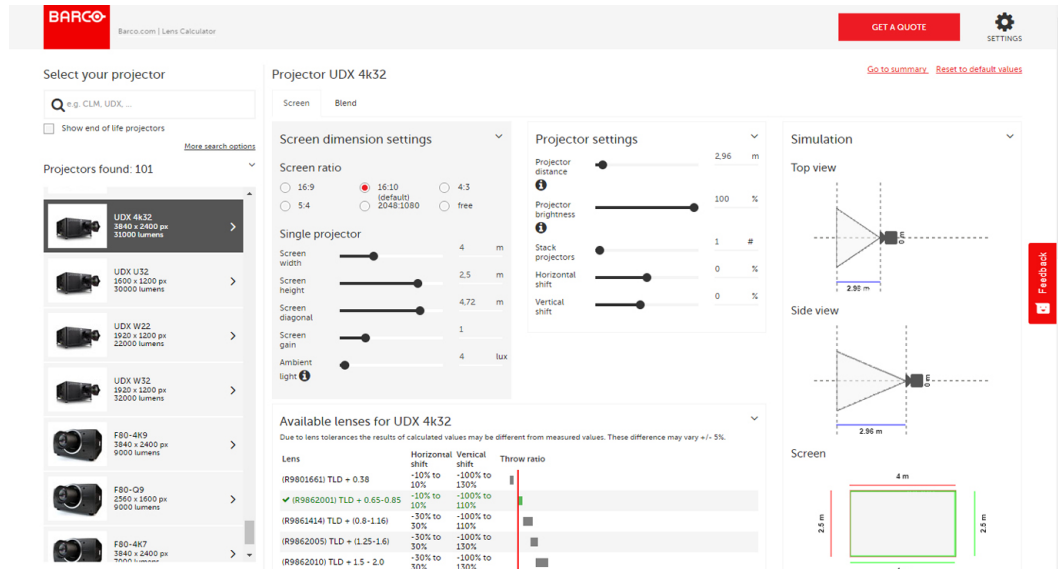 BARCO
Barco.com | Lens Calculator
GET A QUOTE
SETTINGS
Select your projector
e.g. CLM, UDX, ...
Show end of life projectors
More search options
Projectors found: 101
UDX 4k32
3840 x 2400 px
31000 lumens
UDX U32
1600 x 1200 px
30000 lumens
UDX W22
1920 x 1200 px
22000 lumens
UDX W32
1920 x 1200 px
32000 lumens
F80-4K9
3840 x 2400 px
9000 lumens
F80-Q9
2560 x 1600 px
9000 lumens
F80-4K7
3840 x 2400 px
7000 lumens
Projector UDX 4k32
Go to summary Reset to default values
Screen Blend
Screen dimension settings
Screen ratio
16:9 16:10 (default) 4:3
5:4 2048:1080 free
Single projector
Screen width 4 m
Screen height 2,5 m
Screen diagonal 4,72 m
Screen gain 1
Ambient light 4 lux
Projector settings
Projector distance 2,96 m
Projector brightness 100 %
Stack projectors 1 #
Horizontal shift 0 %
Vertical shift 0 %
Available lenses for UDX 4k32
Due to lens tolerances the results of calculated values may be different from measured values. These difference may vary +/- 5%.
Lens Horizontal shift Vertical shift Throw ratio
(R9801661) TLD + 0.38 -10% to 10% -100% to 130%
(R9862001) TLD + 0.65-0.85 -10% to 10% -100% to 130%
(R9861414) TLD + (0.8-1.16) -30% to 30% -100% to 110%
(R9862005) TLD + (1.25-1.6) -30% to 30% -100% to 130%
(R9862010) TLD + 1.5 - 2.0 -30% to 30% -100% to 130%
Simulation
Top view
0 m
2.96 m
Side view
0 m
2.96 m
Screen
4 m
2.5 m
2.5 m
Feedback